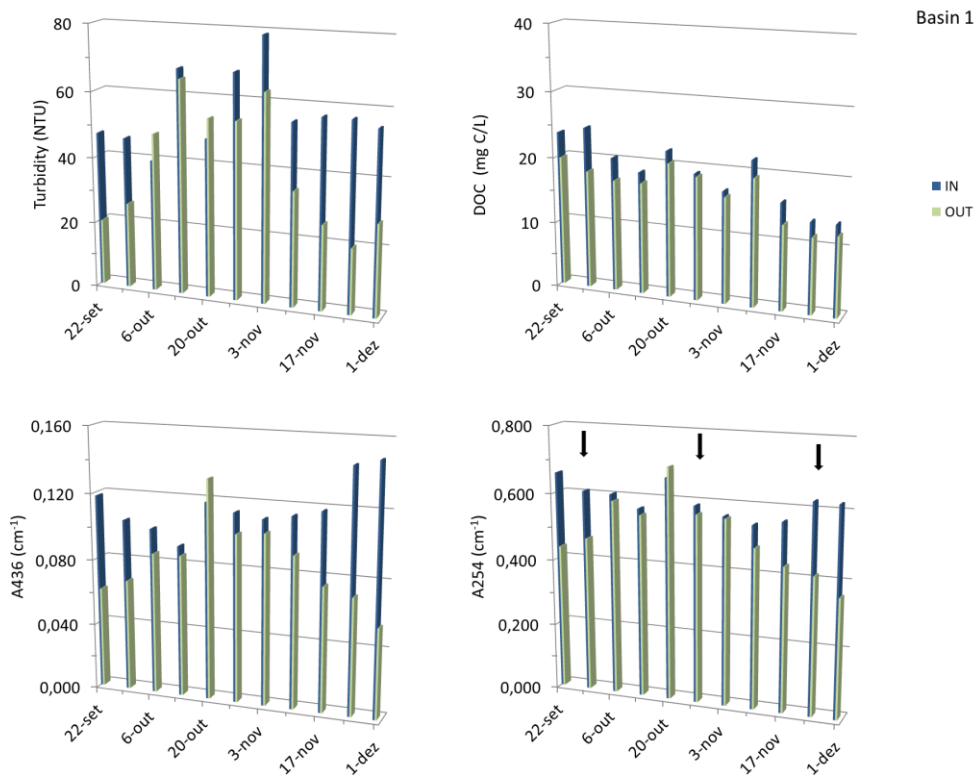 Basin 1
Turbidity (NTU)
80
60
40
20
0
22-set
6-out
20-out
3-nov
17-nov
1-dez
DOC (mg C/L)
40
30
20
10
0
22-set
6-out
20-out
3-nov
17-nov
1-dez
IN
OUT
A436 (cm⁻¹)
0,160
0,120
0,080
0,040
0,000
22-set
6-out
20-out
3-nov
17-nov
1-dez
A254 (cm⁻¹)
0,800
0,600
0,400
0,200
0,000
22-set
6-out
20-out
3-nov
17-nov
1-dez